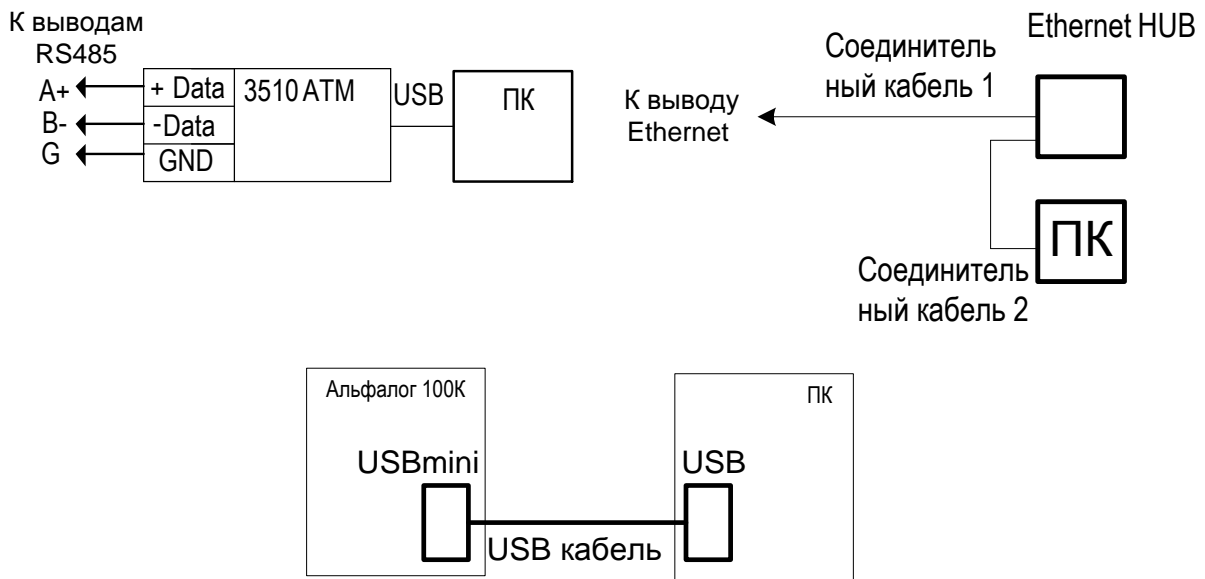 К выводам
RS485
A+
B-
G
+ Data
-Data
GND
3510 ATM
USB
ПК
К выводу
Ethernet
Соединитель
ный кабель 1
Ethernet HUB
ПК
Соединитель
ный кабель 2
Альфалог 100К
USBmini
USB кабель
ПК
USB